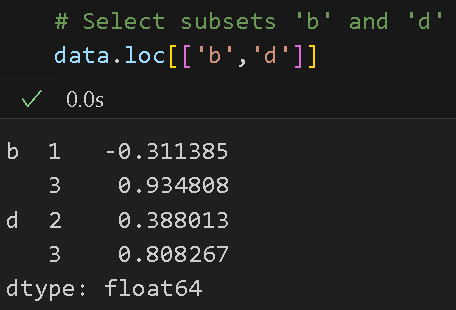 # Select subsets 'b' and 'd'
data.loc[['b','d']]
✓ 0.0s
b  1   -0.311385
   3    0.934808
d  2    0.388013
   3    0.808267
dtype: float64